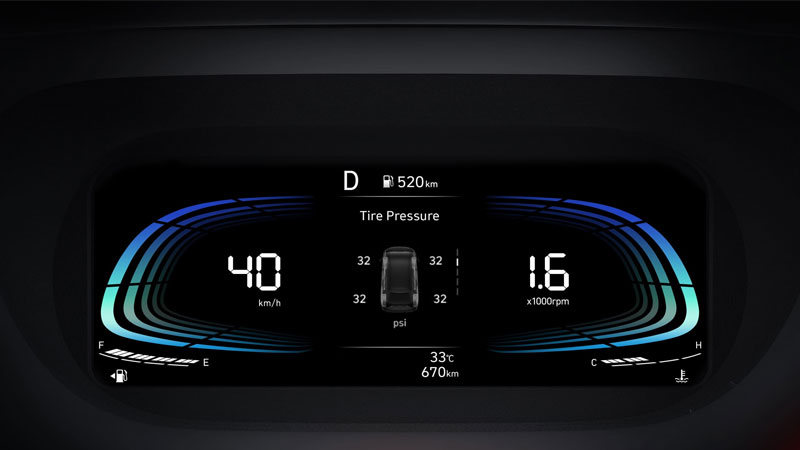 D 520km
Tire Pressure
32 32
32 32
psi
40
km/h
1.6
x1000rpm
F
E
C
H
33℃
670km